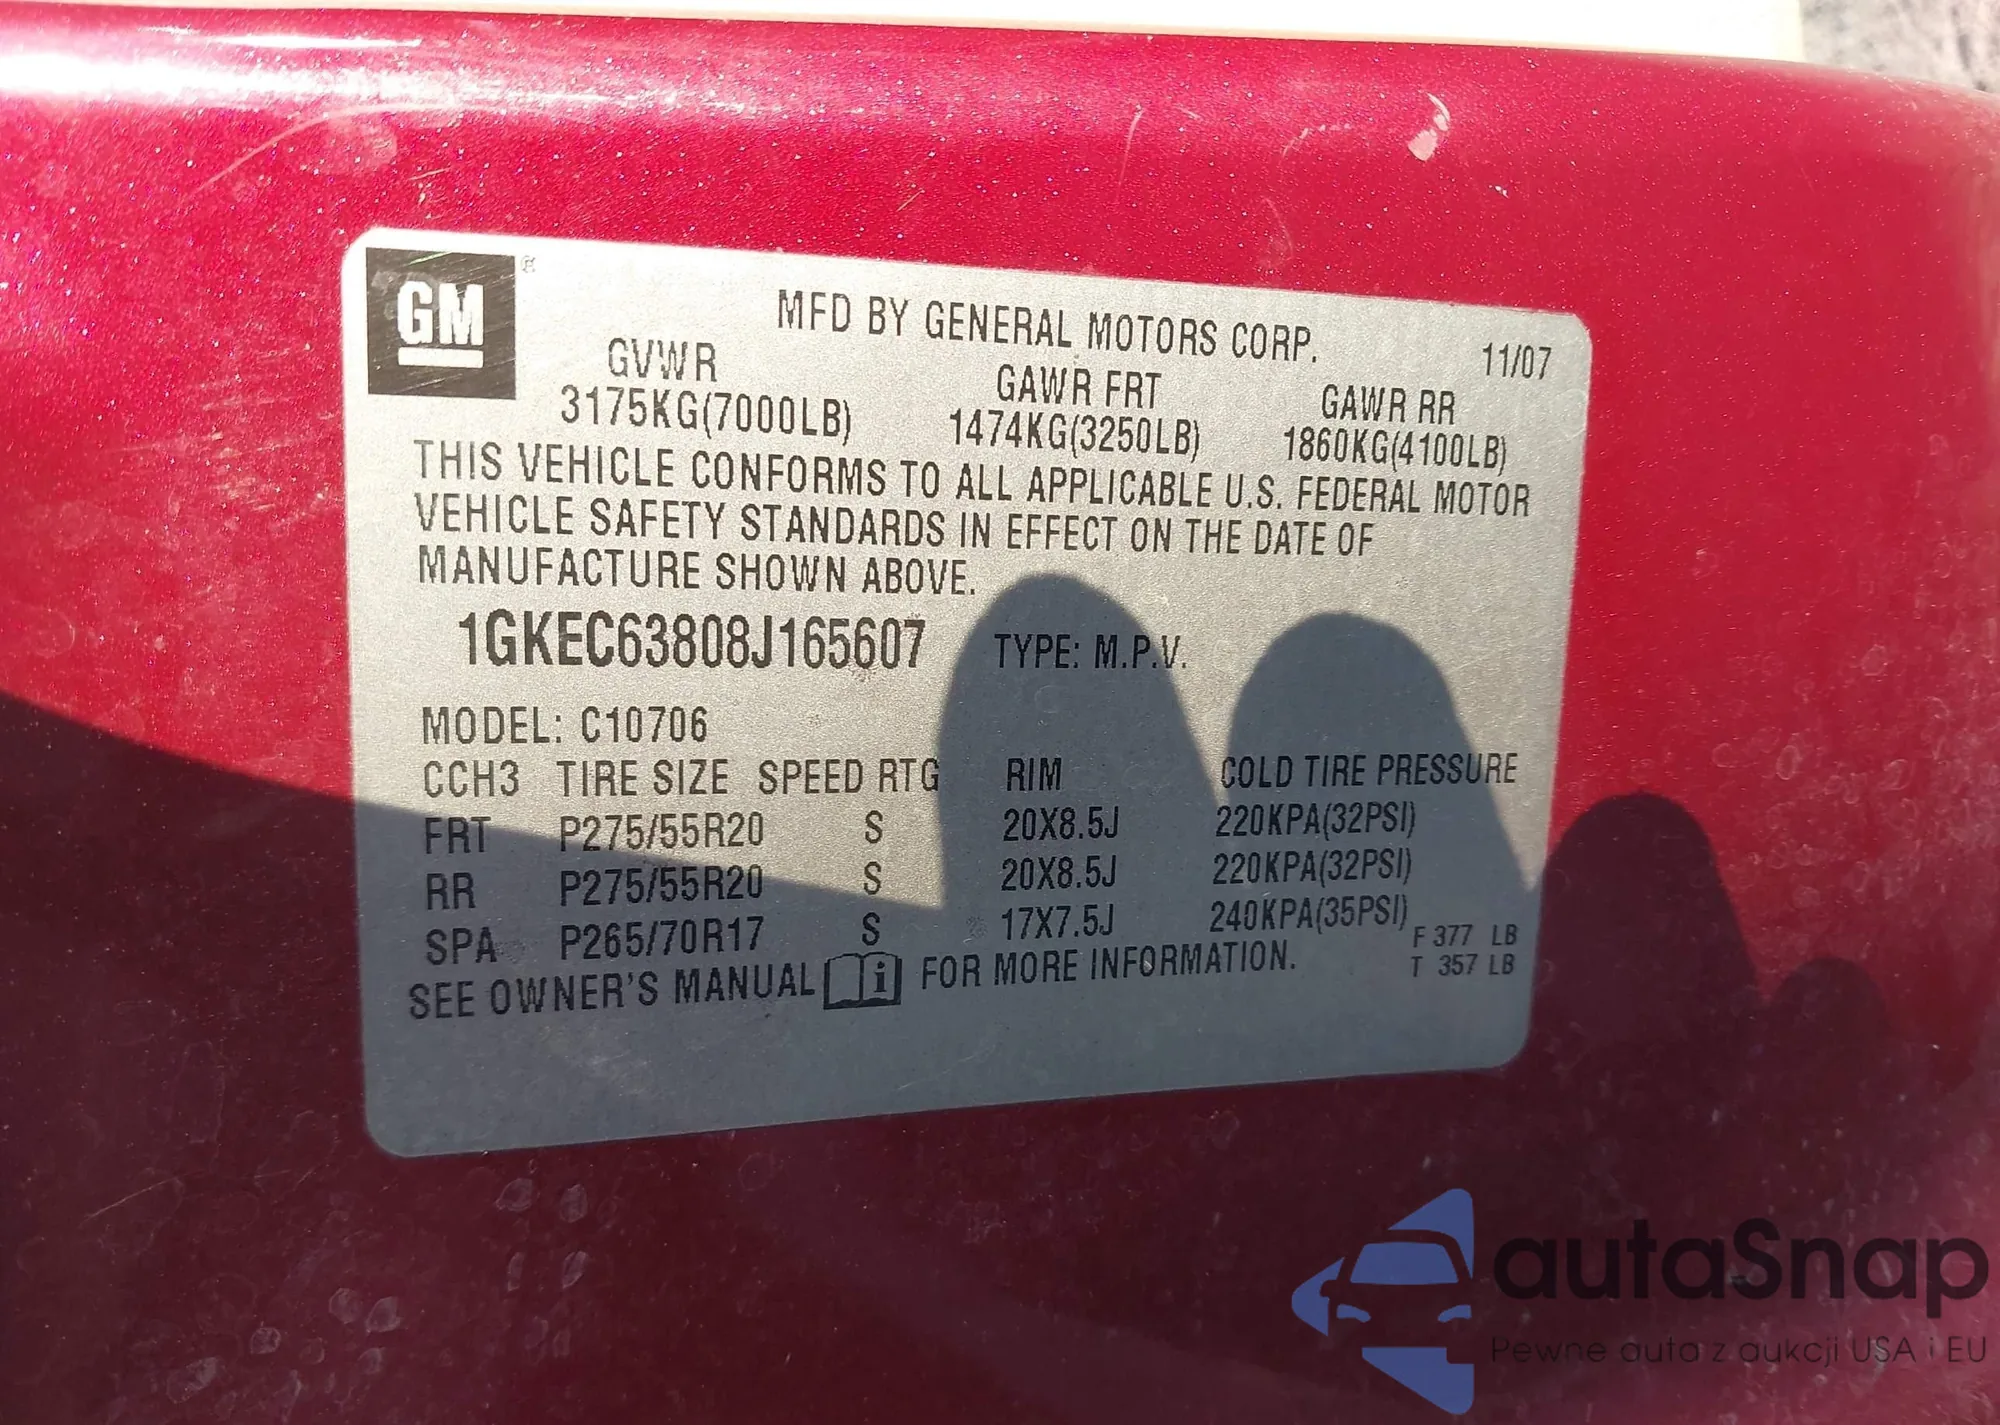 GM ®
MFD BY GENERAL MOTORS CORP.
11/07
GVWR GAWR FRT GAWR RR
3175KG(7000LB) 1474KG(3250LB) 1860KG(4100LB)
THIS VEHICLE CONFORMS TO ALL APPLICABLE U.S. FEDERAL MOTOR
VEHICLE SAFETY STANDARDS IN EFFECT ON THE DATE OF
MANUFACTURE SHOWN ABOVE.
1GKEC63808J165607 TYPE: M.P.V.
MODEL: C10706
CCH3 TIRE SIZE SPEED RTG RIM COLD TIRE PRESSURE
FRT P275/55R20 S 20X8.5J 220KPA(32PSI)
RR P275/55R20 S 20X8.5J 220KPA(32PSI)
SPA P265/70R17 S 17X7.5J 240KPA(35PSI)
F 377 LB
T 357 LB
SEE OWNER'S MANUAL i FOR MORE INFORMATION.
autaSnap
Pewne auta z aukcji USA i EU